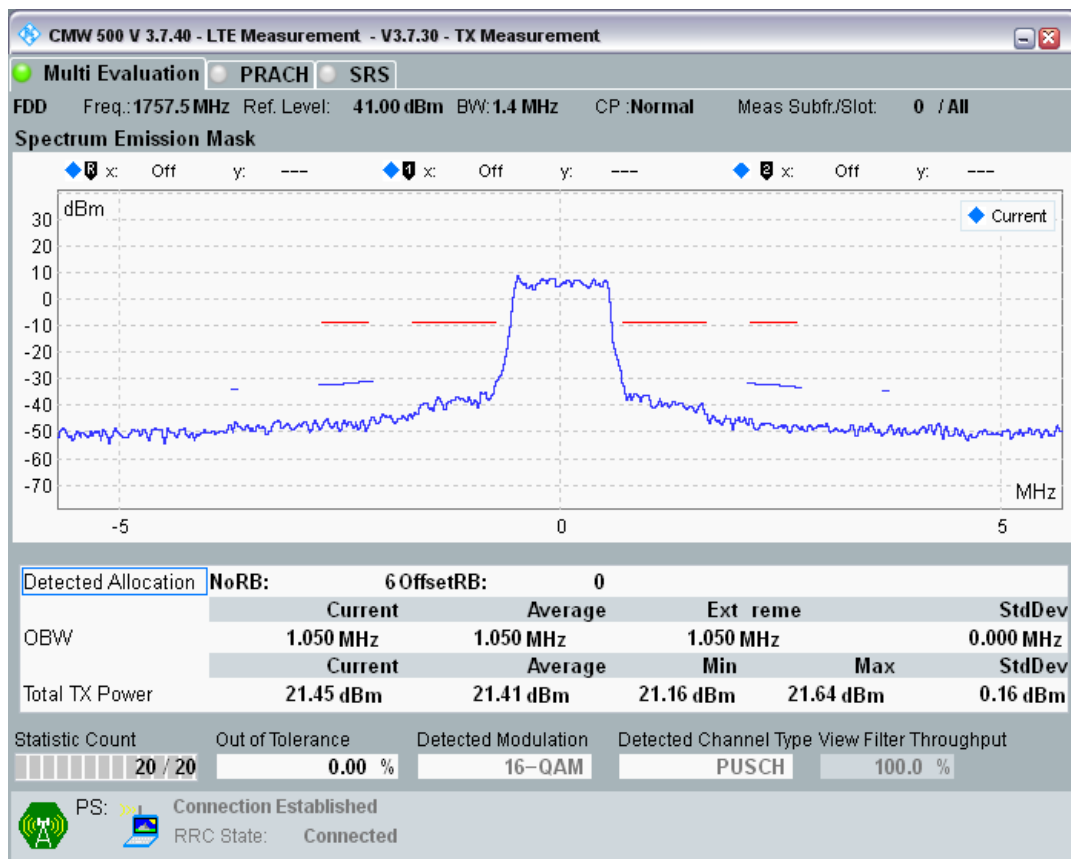 CMW 500 V 3.7.40 - LTE Measurement - V3.7.30 - TX Measurement
Multi Evaluation PRACH SRS
FDD Freq.: 1757.5 MHz Ref. Level: 41.00 dBm BW: 1.4 MHz CP :Normal Meas Subfr./Slot: 0 / All
Spectrum Emission Mask
R x: Off y: --- 1 x: Off y: --- 2 x: Off y: ---
dBm
Current
30
20
10
0
-10
-20
-30
-40
-50
-60
-70
MHz
-5 0 5
Detected Allocation NoRB: 6 OffsetRB: 0
Current Average Ext reme StdDev
OBW 1.050 MHz 1.050 MHz 1.050 MHz 0.000 MHz
Current Average Min Max StdDev
Total TX Power 21.45 dBm 21.41 dBm 21.16 dBm 21.64 dBm 0.16 dBm
Statistic Count Out of Tolerance Detected Modulation Detected Channel Type View Filter Throughput
20 / 20 0.00 % 16-QAM PUSCH 100.0 %
PS: Connection Established
RRC State: Connected